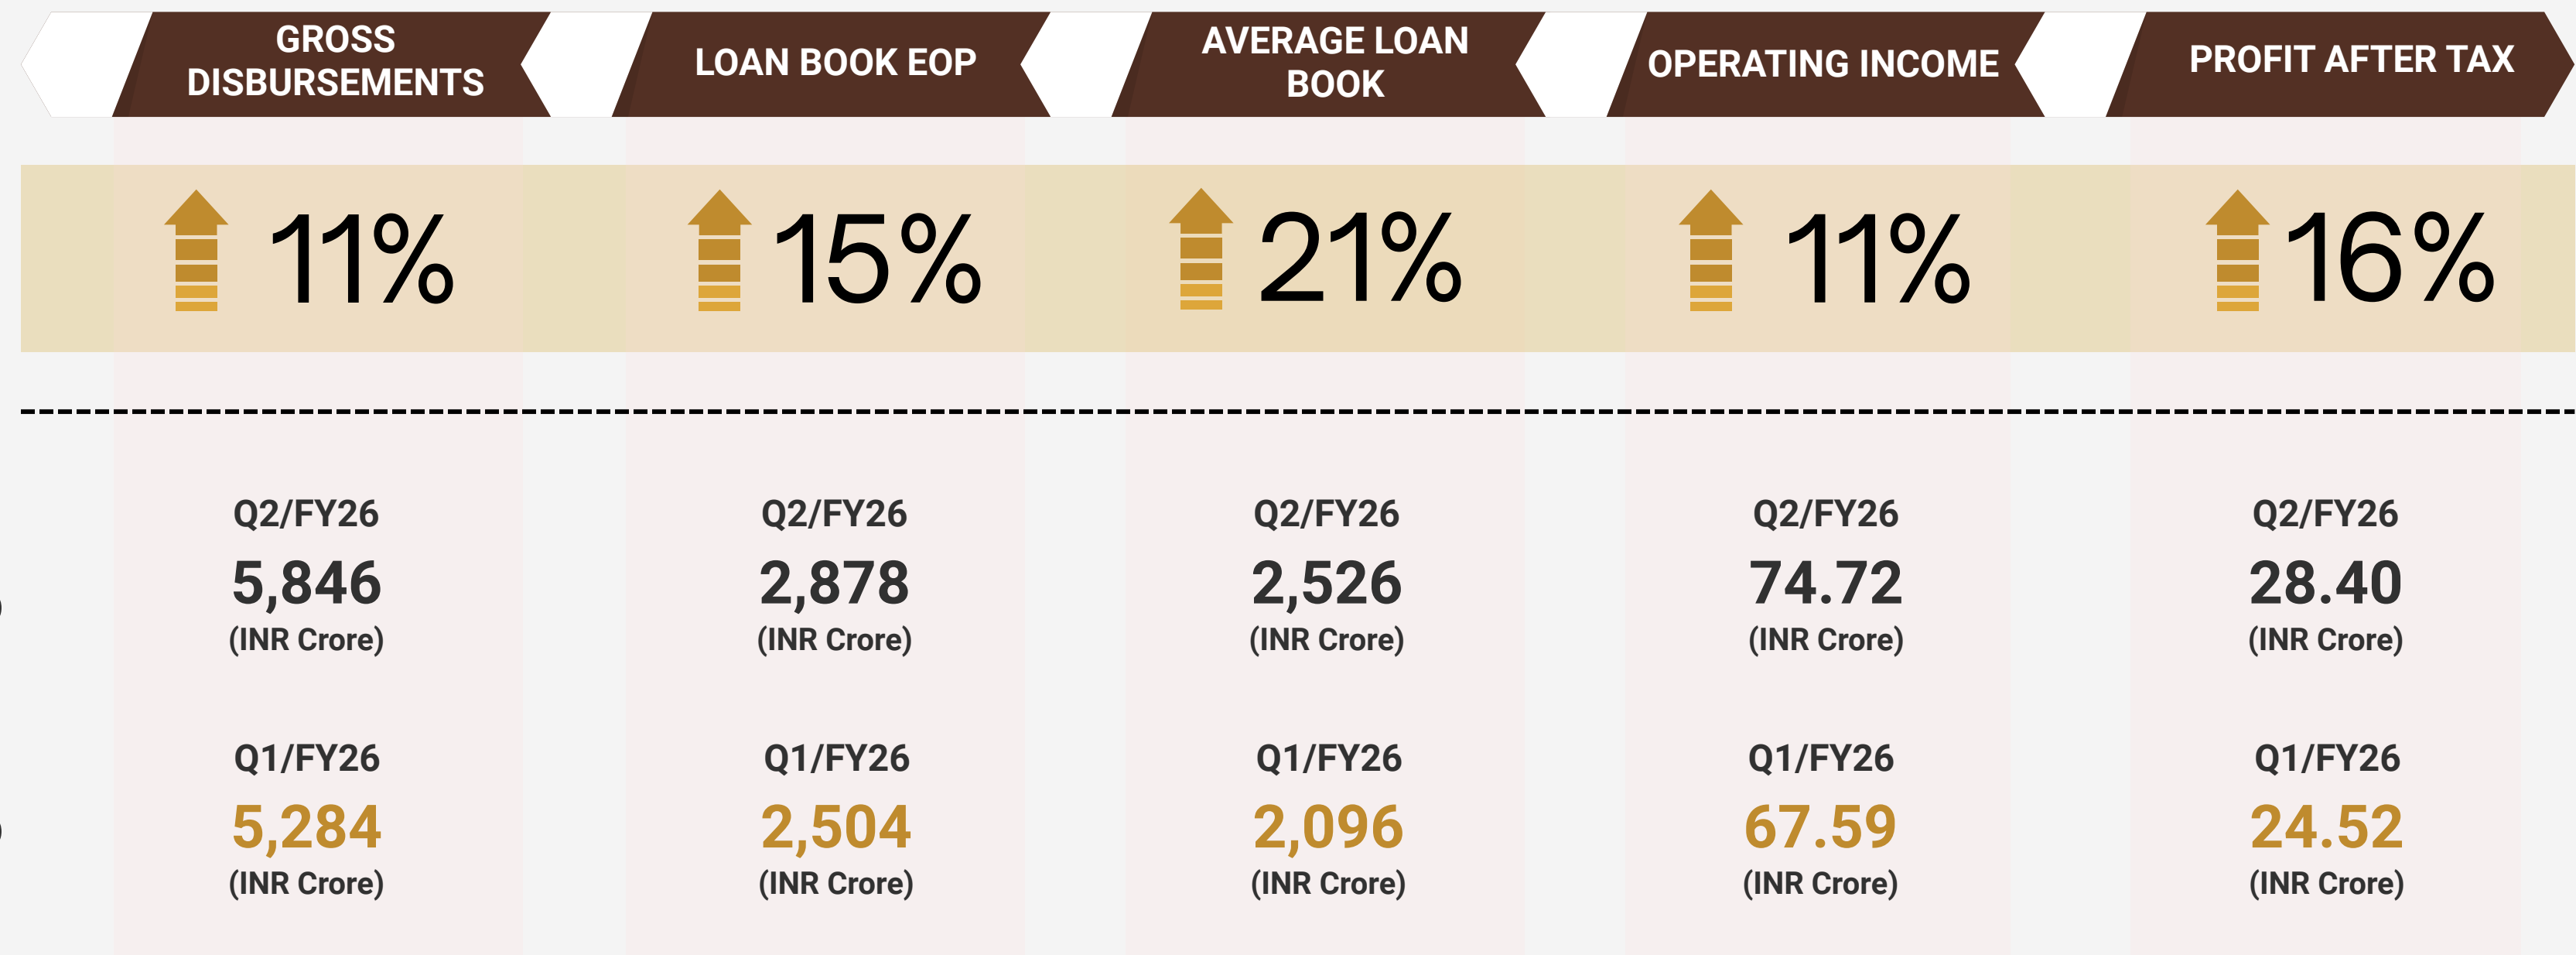 GROSS
DISBURSEMENTS
LOAN BOOK EOP
AVERAGE LOAN
BOOK
OPERATING INCOME
PROFIT AFTER TAX
11%
15%
21%
11%
16%
Q2/FY26
5,846
(INR Crore)
Q2/FY26
2,878
(INR Crore)
Q2/FY26
2,526
(INR Crore)
Q2/FY26
74.72
(INR Crore)
Q2/FY26
28.40
(INR Crore)
Q1/FY26
5,284
(INR Crore)
Q1/FY26
2,504
(INR Crore)
Q1/FY26
2,096
(INR Crore)
Q1/FY26
67.59
(INR Crore)
Q1/FY26
24.52
(INR Crore)